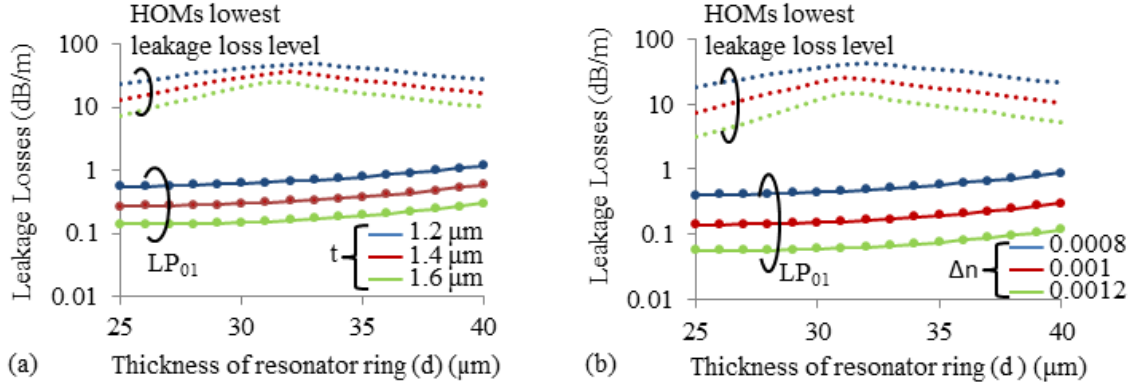 HOMs lowest
leakage loss level
Leakage Losses (dB/m)
100
10
1
0.1
0.01
LP01
t
1.2 μm
1.4 μm
1.6 μm
25
30
35
40
(a)
Thickness of resonator ring (d) (μm)
HOMs lowest
leakage loss level
Leakage Losses (dB/m)
100
10
1
0.1
0.01
LP01
Δn
0.0008
0.001
0.0012
25
30
35
40
(b)
Thickness of resonator ring (d ) (μm)